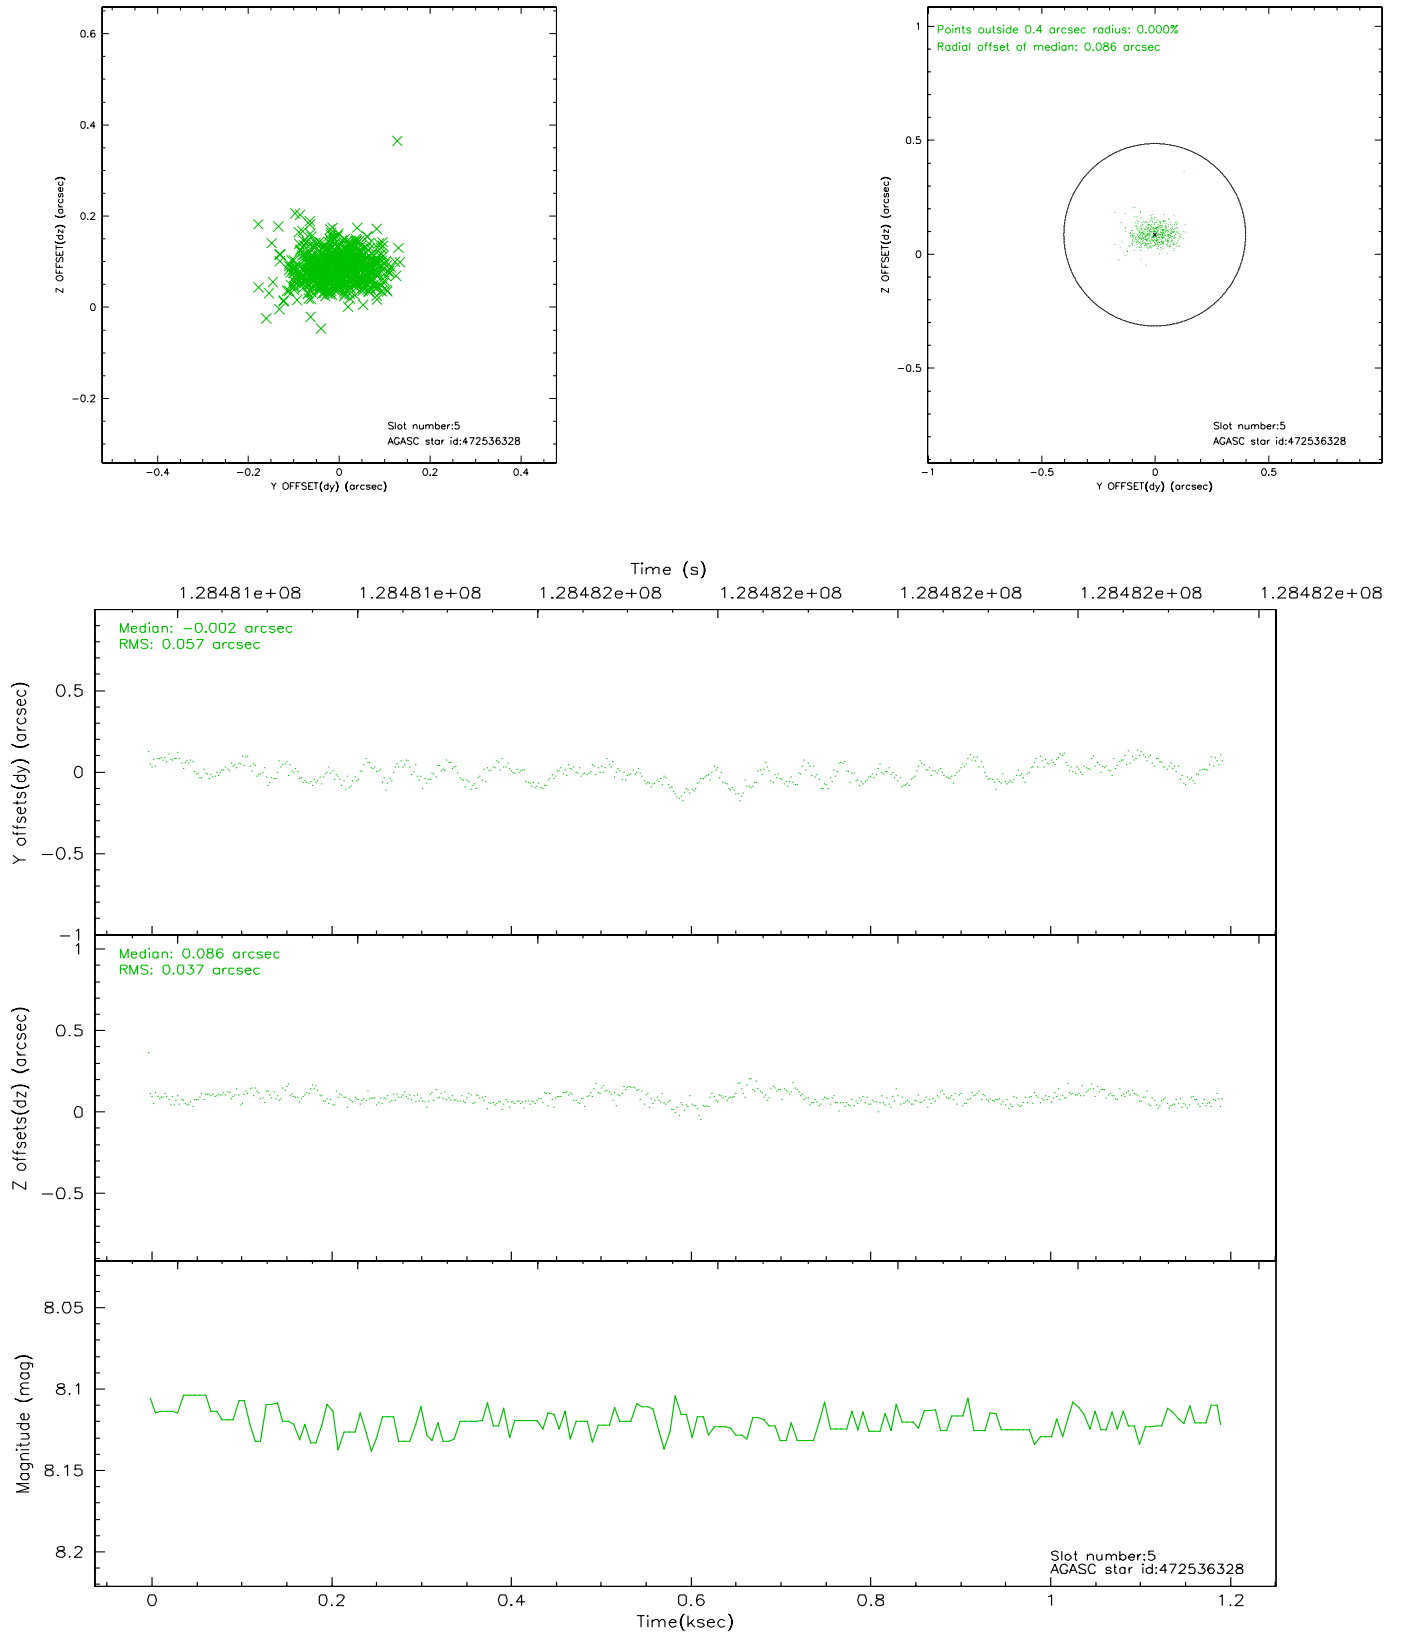 0.6
0.4
0.2
0
−0.2
Z OFFSET(dz) (arcsec)
Slot number:5
AGASC star id:472536328
−0.4 −0.2 0 0.2 0.4
Y OFFSET(dy) (arcsec)
Points outside 0.4 arcsec radius: 0.000%
Radial offset of median: 0.086 arcsec
1
0.5
0
−0.5
Z OFFSET(dz) (arcsec)
Slot number:5
AGASC star id:472536328
−1 −0.5 0 0.5
Y OFFSET(dy) (arcsec)
Time (s)
1.28481e+08 1.28481e+08 1.28482e+08 1.28482e+08 1.28482e+08 1.28482e+08 1.28482e+08
Median: −0.002 arcsec
RMS: 0.057 arcsec
0.5
0
−0.5
−1
Y offsets(dy) (arcsec)
Median: 0.086 arcsec
RMS: 0.037 arcsec
1
0.5
0
−0.5
Z offsets(dz) (arcsec)
8.05
8.1
8.15
8.2
Magnitude (mag)
Slot number:5
AGASC star id:472536328
0 0.2 0.4 0.6 0.8 1 1.2
Time(ksec)